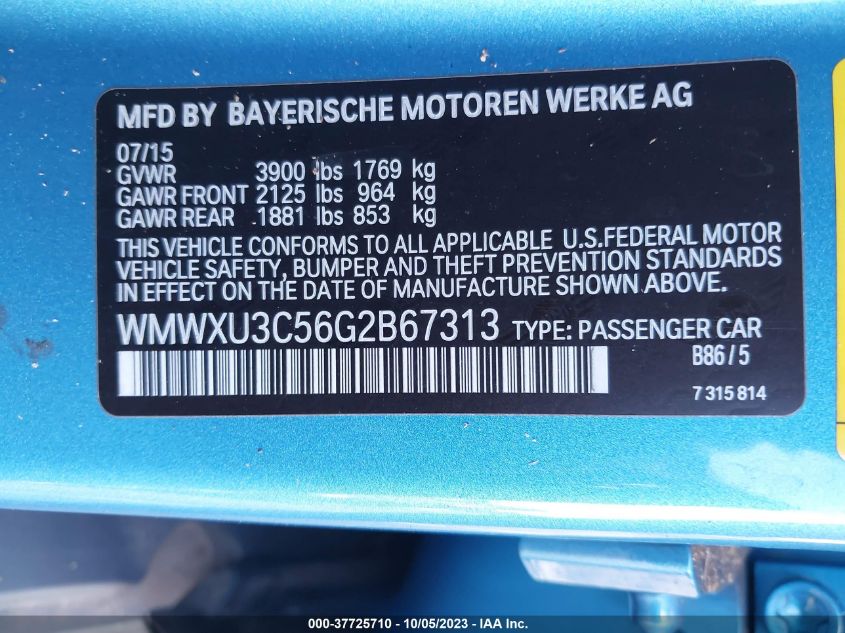 MFD BY BAYERISCHE MOTOREN WERKE AG
07/15
GVWR 3900 lbs 1769 kg
GAWR FRONT 2125 lbs 964 kg
GAWR REAR 1881 lbs 853 kg
THIS VEHICLE CONFORMS TO ALL APPLICABLE U.S.FEDERAL MOTOR
VEHICLE SAFETY, BUMPER AND THEFT PREVENTION STANDARDS
IN EFFECT ON THE DATE OF MANUFACTURE SHOWN ABOVE.
WMWXU3C56G2B67313 TYPE: PASSENGER CAR
B86/5
7 315 814
000-37725710 - 10/05/2023 - IAA Inc.